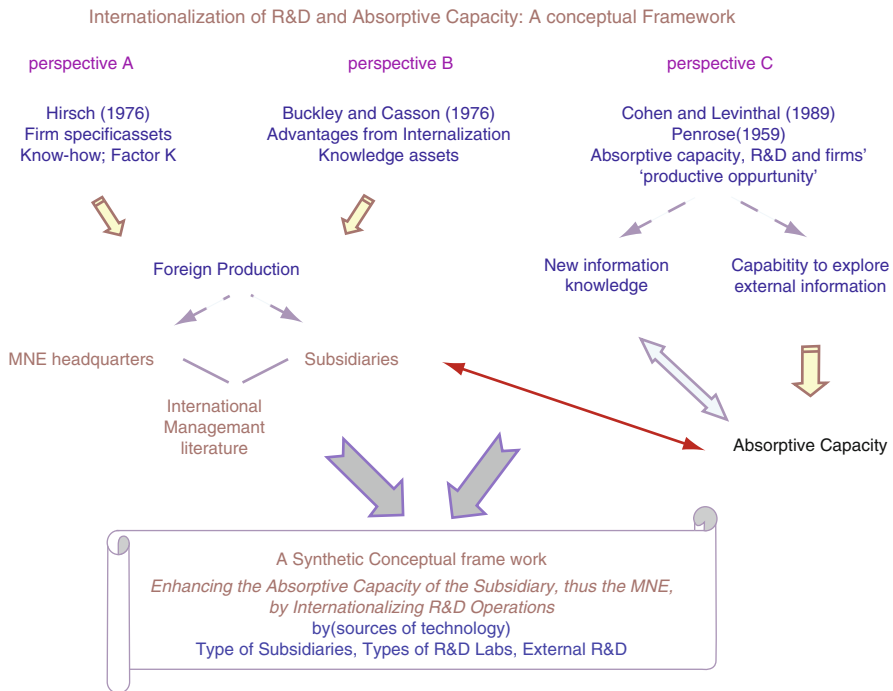 Internationalization of R&D and Absorptive Capacity: A conceptual Framework
perspective A
perspective B
perspective C
Hirsch (1976)
Firm specificassets
Know-how; Factor K
Buckley and Casson (1976)
Advantages from Internalization
Knowledge assets
Cohen and Levinthal (1989)
Penrose(1959)
Absorptive capacity, R&D and firms'
'productive oppurtunity'
Foreign Production
New information
knowledge
Capabitity to explore
external information
MNE headquarters
Subsidiaries
International
Managemant
literature
Absorptive Capacity
A Synthetic Conceptual frame work
Enhancing the Absorptive Capacity of the Subsidiary, thus the MNE,
by Internationalizing R&D Operations
by(sources of technology)
Type of Subsidiaries, Types of R&D Labs, External R&D